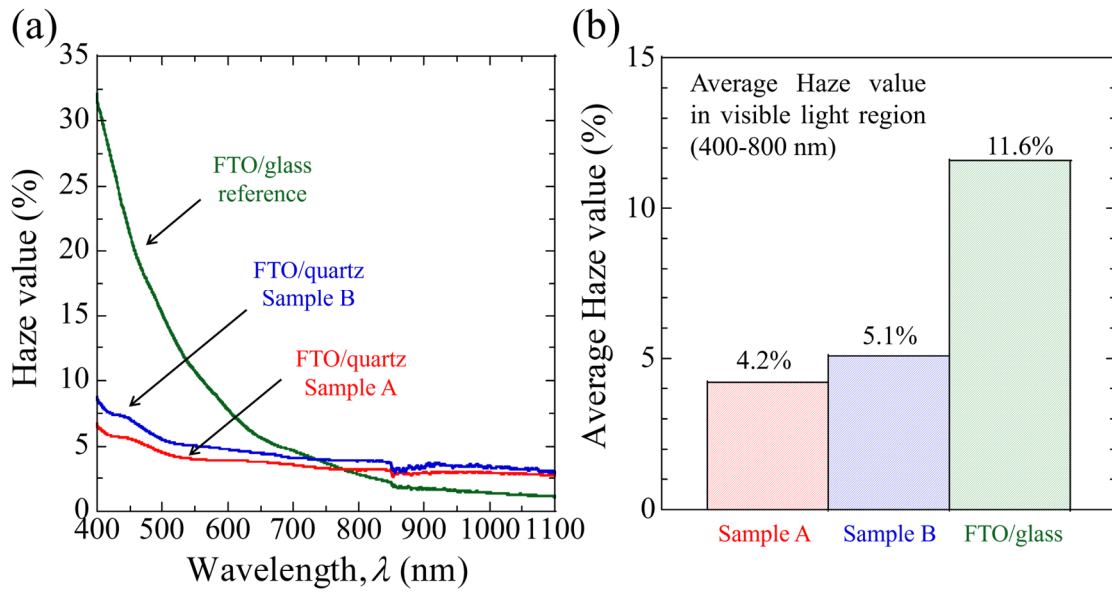 (a)
35
30
25
20
15
10
5
0
Haze value (%)
FTO/glass
reference
FTO/quartz
Sample B
FTO/quartz
Sample A
400 500 600 700 800 900 1000 1100
Wavelength, λ (nm)
(b)
15
10
5
0
Average Haze value (%)
Average Haze value
in visible light region
(400-800 nm)
4.2%
5.1%
11.6%
Sample A Sample B FTO/glass